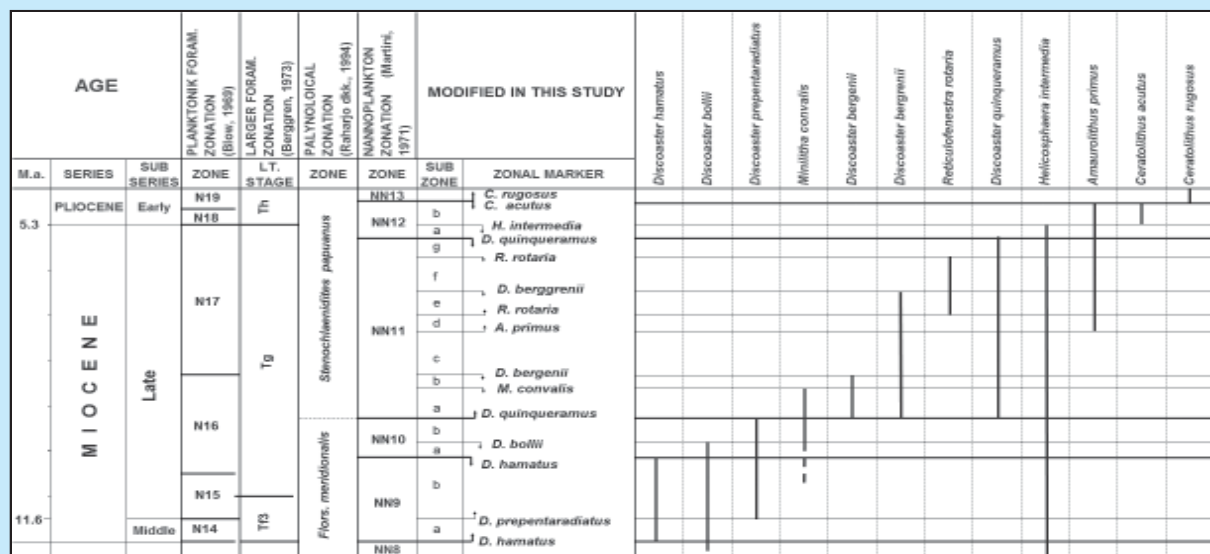 AGE
PLANKTONIK FORAM.
ZONATION
(Blow, 1969)
LARGER FORAM.
ZONATION
(Berggren, 1973)
PALYNOLOICAL
ZONATION
(Raharjo dkk., 1994)
NANNOPLANKTON
ZONATION (Martini,
1971)
MODIFIED IN THIS STUDY
Discoaster hamatus
Discoaster bollii
Discoaster prepentaradiatus
Minilitha convalis
Discoaster bergenii
Discoaster bergrenii
Reticulofenestra rotaria
Discoaster quinqueramus
Helicosphaera intermedia
Amaurolithus primus
Ceratolithus acutus
Ceratolithus rugosus
M.a.
SERIES
SUB
SERIES
ZONE
LT.
STAGE
ZONE
ZONE
SUB
ZONE
ZONAL MARKER
PLIOCENE
Early
N19
N18
Th
NN13
C. rugosus
C. acutus
NN12
b
a
H. intermedia
5.3
D. quinqueramus
g
R. rotaria
f
D. berggrenii
e
R. rotaria
d
A. primus
c
D. bergenii
b
M. convalis
a
D. quinqueramus
MIOCENE
Late
N17
Tg
Stenochlaenidites papuanus
NN11
N16
NN10
b
D. bollii
a
D. hamatus
Flors. meridionalis
N15
NN9
b
11.6
Middle
N14
Tf3
D. prepentaradiatus
a
D. hamatus
NN8